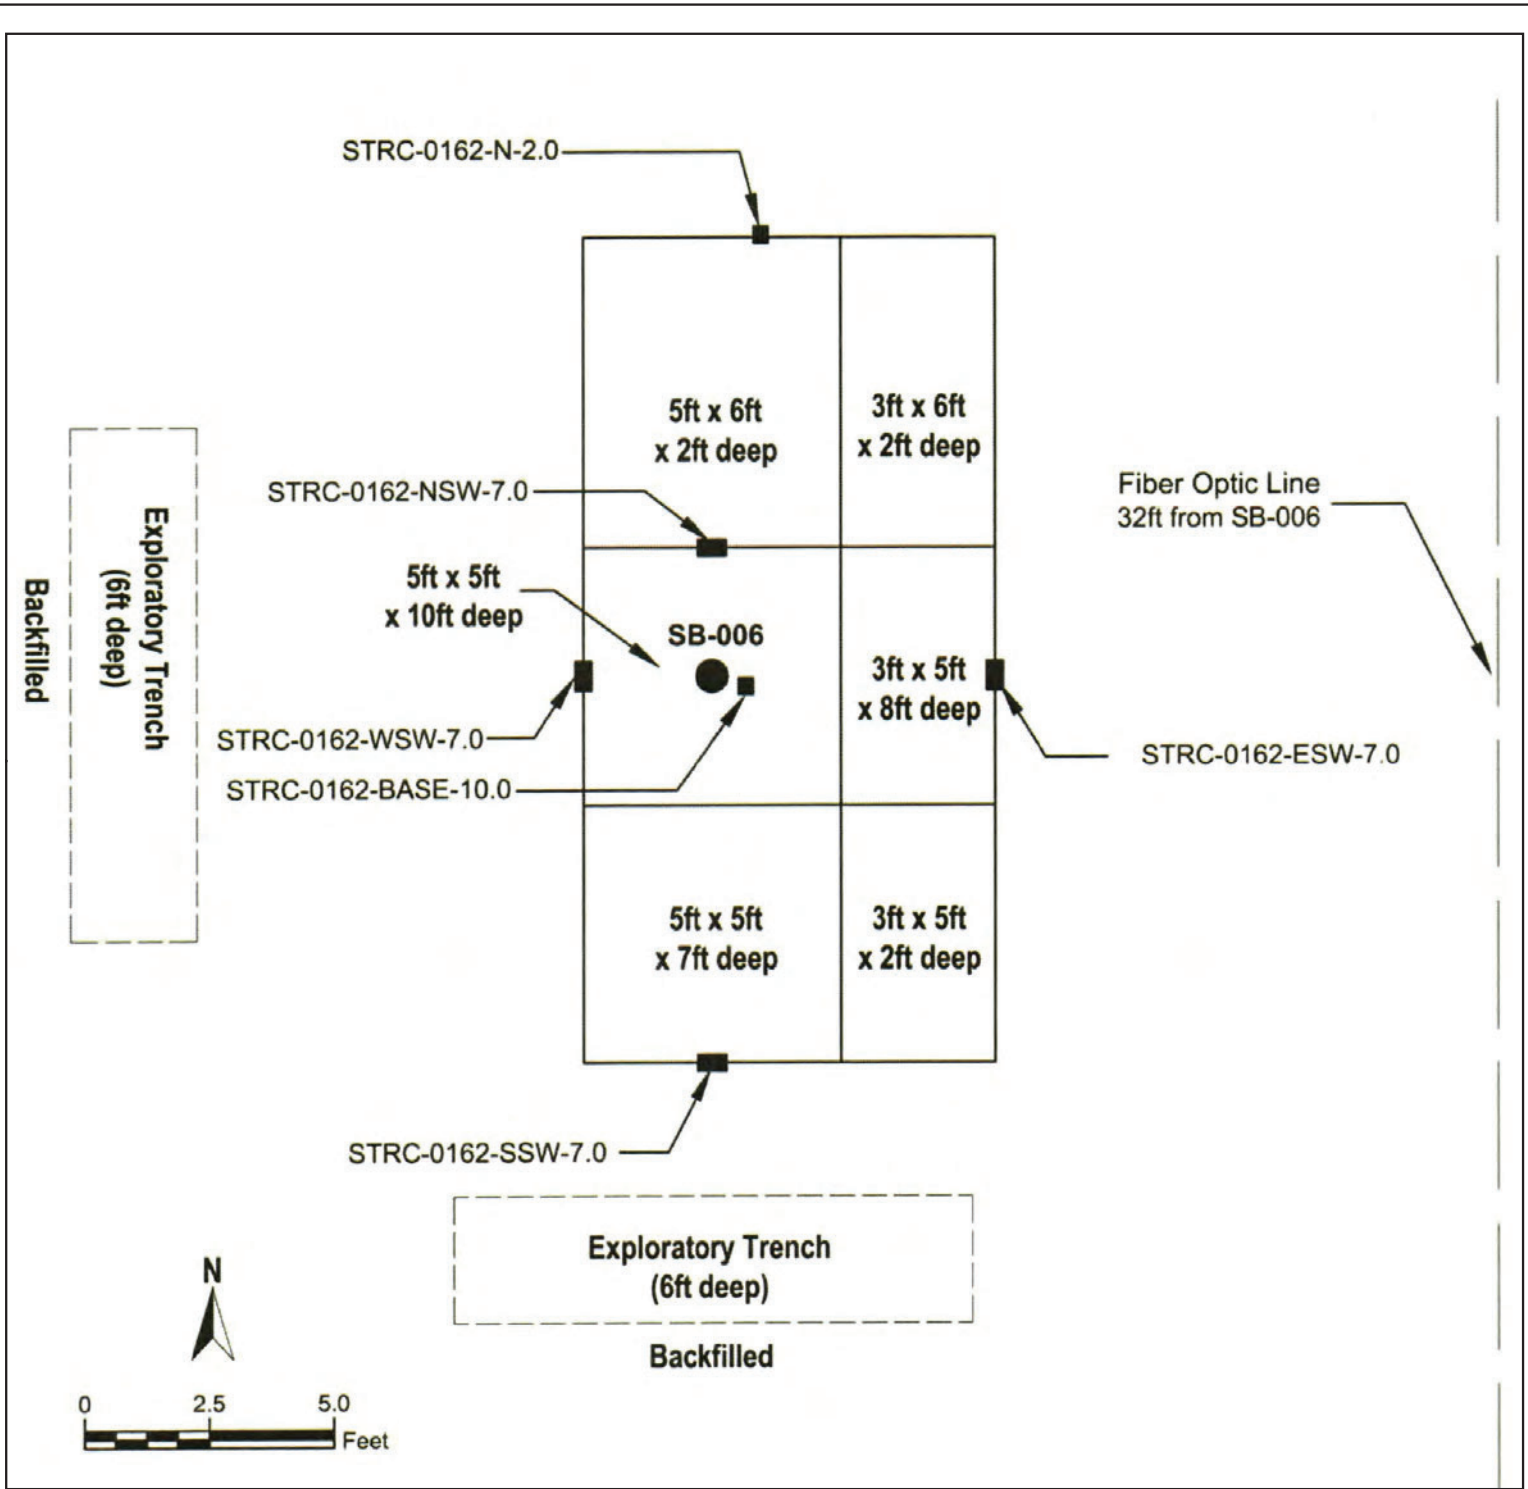 STRC-0162-N-2.0
5ft x 6ft
x 2ft deep
3ft x 6ft
x 2ft deep
STRC-0162-NSW-7.0
Fiber Optic Line
32ft from SB-006
Exploratory Trench
(6ft deep)
Backfilled
5ft x 5ft
x 10ft deep
SB-006
3ft x 5ft
x 8ft deep
STRC-0162-WSW-7.0
STRC-0162-ESW-7.0
STRC-0162-BASE-10.0
5ft x 5ft
x 7ft deep
3ft x 5ft
x 2ft deep
STRC-0162-SSW-7.0
Exploratory Trench
(6ft deep)
Backfilled
N
0 2.5 5.0
Feet